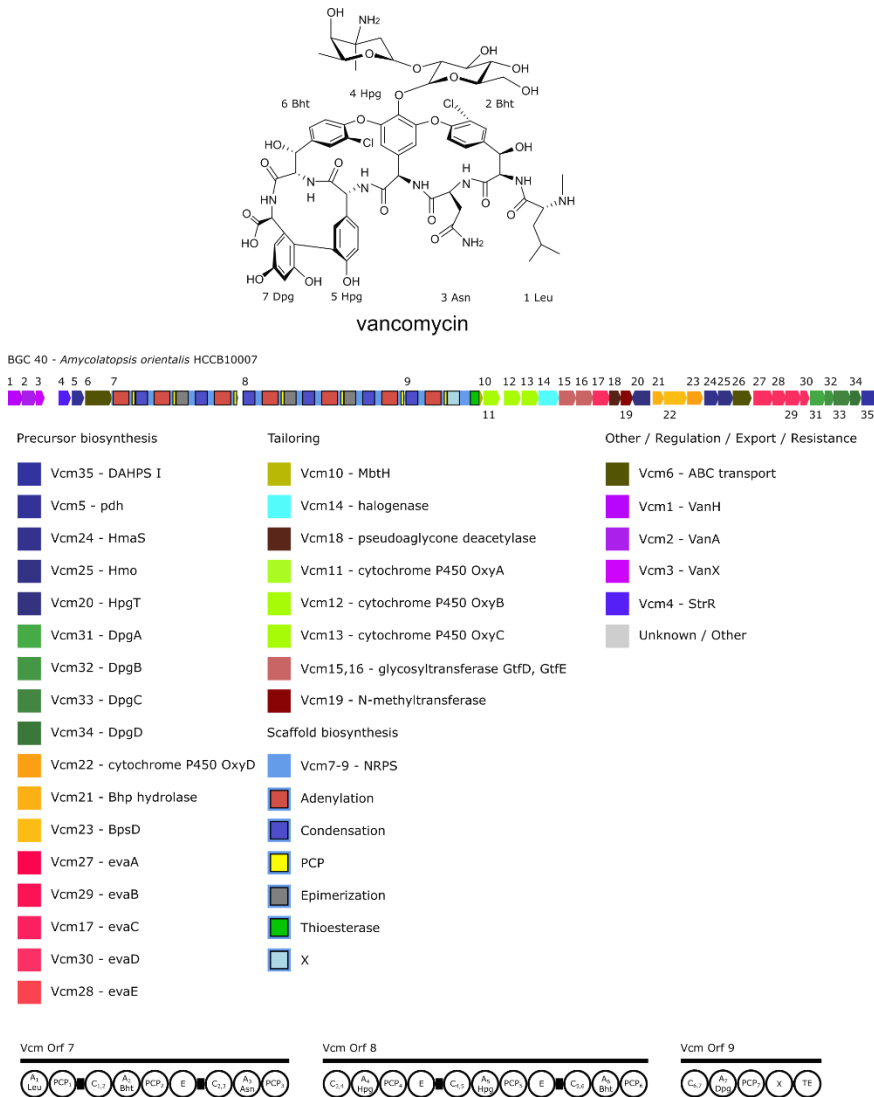 OH
NH₂
O
O
O
OH
OH
OH
O
4 Hpg
6 Bht
2 Bht
Cl
O
O
Cl
HO
OH
O
O
H
N
O
H
N
N
H
N
H
O
N
H
O
O
NH
O
N
H
HN
O
HO
O
NH₂
HO
OH
OH
7 Dpg
5 Hpg
3 Asn
1 Leu
vancomycin
BGC 40 - Amycolatopsis orientalis HCCB10007
1 2 3 4 5 6 7 8 9 10 12 13 14 15 16 17 18 20 21 23 24 25 26 27 28 30 32 34
11 19 22 29 31 33 35
Precursor biosynthesis
Vcm35 - DAHPS I
Vcm5 - pdh
Vcm24 - HmaS
Vcm25 - Hmo
Vcm20 - HpgT
Vcm31 - DpgA
Vcm32 - DpgB
Vcm33 - DpgC
Vcm34 - DpgD
Vcm22 - cytochrome P450 OxyD
Vcm21 - Bhp hydrolase
Vcm23 - BpsD
Vcm27 - evaA
Vcm29 - evaB
Vcm17 - evaC
Vcm30 - evaD
Vcm28 - evaE
Tailoring
Vcm10 - MbtH
Vcm14 - halogenase
Vcm18 - pseudoaglycone deacetylase
Vcm11 - cytochrome P450 OxyA
Vcm12 - cytochrome P450 OxyB
Vcm13 - cytochrome P450 OxyC
Vcm15,16 - glycosyltransferase GtfD, GtfE
Vcm19 - N-methyltransferase
Scaffold biosynthesis
Vcm7-9 - NRPS
Adenylation
Condensation
PCP
Epimerization
Thioesterase
X
Other / Regulation / Export / Resistance
Vcm6 - ABC transport
Vcm1 - VanH
Vcm2 - VanA
Vcm3 - VanX
Vcm4 - StrR
Unknown / Other
Vcm Orf 7
A₁ Leu PCP₁ C₁,₂ A₂ Bht PCP₂ E C₂,₃ A₃ Asn PCP₃
Vcm Orf 8
C₃,₄ A₄ Hpg PCP₄ E C₄,₅ A₅ Hpg PCP₅ E C₅,₆ A₆ Bht PCP₆
Vcm Orf 9
C₆,₇ A₇ Dpg PCP₇ X TE